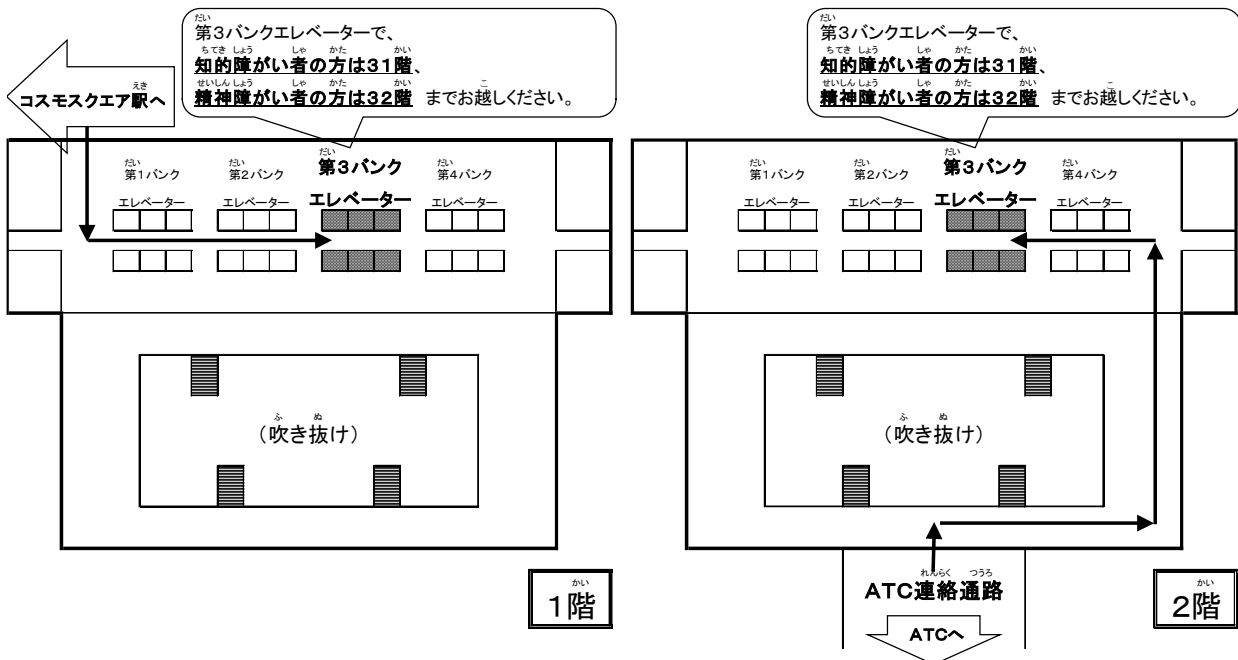 第3バンクエレベーターで、
知的障がい者の方は31階、
精神障がい者の方は32階 までお越しください。
コスモスクエア駅へ
第1バンク
エレベーター
第2バンク
エレベーター
第3バンク
エレベーター
第4バンク
エレベーター
(吹き抜け)
1階
第3バンクエレベーターで、
知的障がい者の方は31階、
精神障がい者の方は32階 までお越しください。
第1バンク
エレベーター
第2バンク
エレベーター
第3バンク
エレベーター
第4バンク
エレベーター
(吹き抜け)
ATC連絡通路
ATCへ
2階